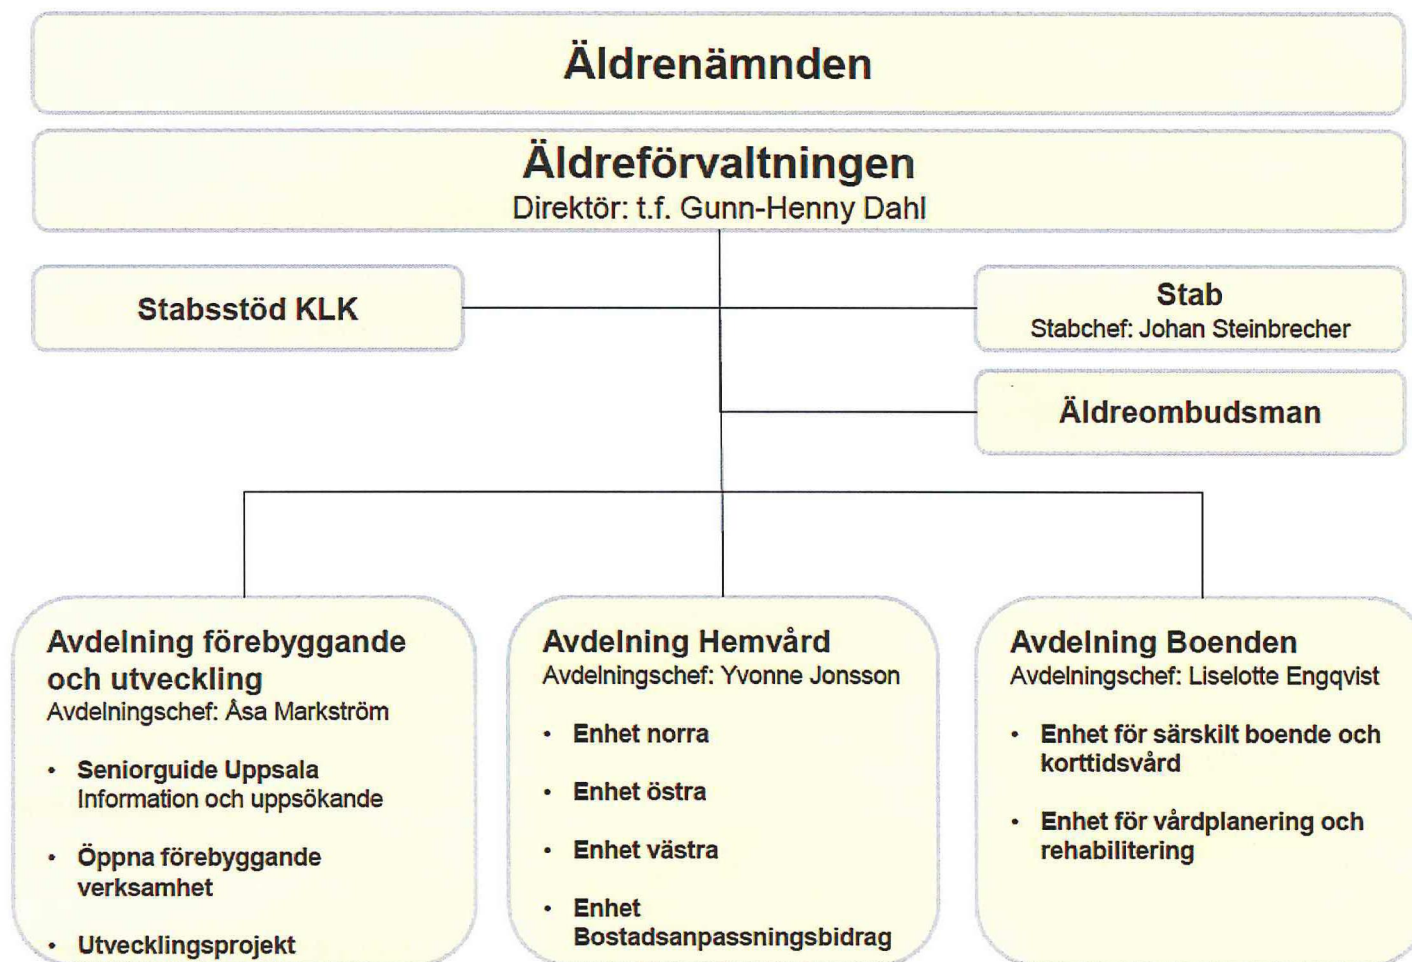 Äldrenämnden
Äldreförvaltningen
Direktör: t.f. Gunn-Henny Dahl
Stabsstöd KLK
Stab
Stabchef: Johan Steinbrecher
Äldreombudsman
Avdelning förebyggande
och utveckling
Avdelningschef: Åsa Markström
• Seniorguide Uppsala
Information och uppsökande
• Öppna förebyggande
verksamhet
• Utvecklingsprojekt
Avdelning Hemvård
Avdelningschef: Yvonne Jonsson
• Enhet norra
• Enhet östra
• Enhet västra
• Enhet
Bostadsanpassningsbidrag
Avdelning Boenden
Avdelningschef: Liselotte Engqvist
• Enhet för särskilt boende och
korttidsvård
• Enhet för vårdplanering och
rehabilitering